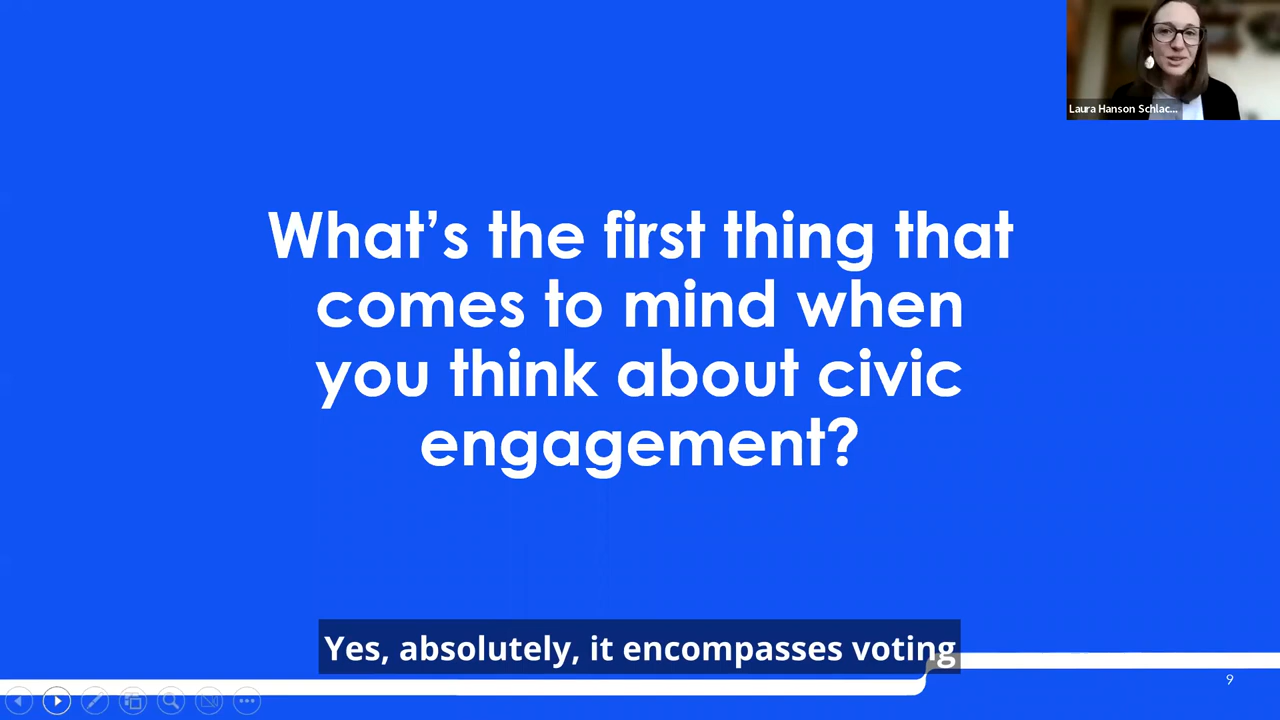 Laura Hanson Schlac...
What's the first thing that
comes to mind when
you think about civic
engagement?
Yes, absolutely, it encompasses voting
9